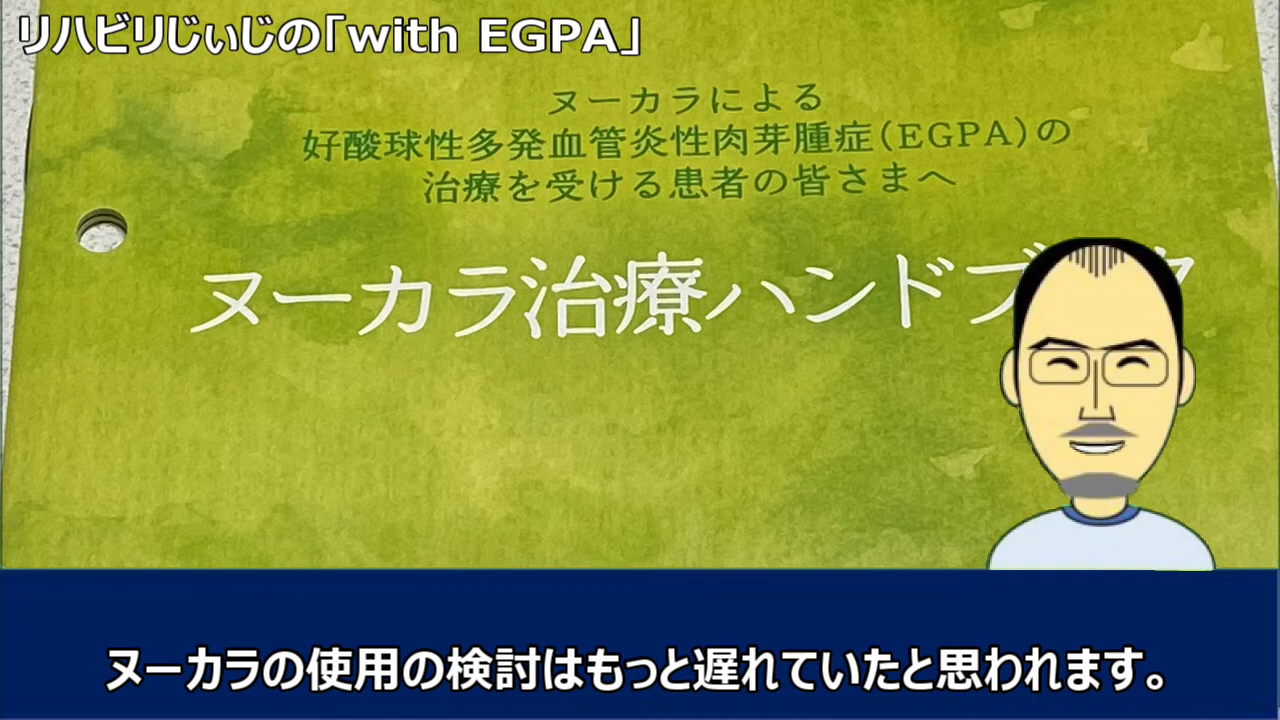 リハビリじぃじの「with EGPA」
ヌーカラによる
好酸球性多発血管炎性肉芽腫症(EGPA)の
治療を受ける患者の皆さまへ
ヌーカラ治療ハンドブ
ヌーカラの使用の検討はもっと遅れていたと思われます。